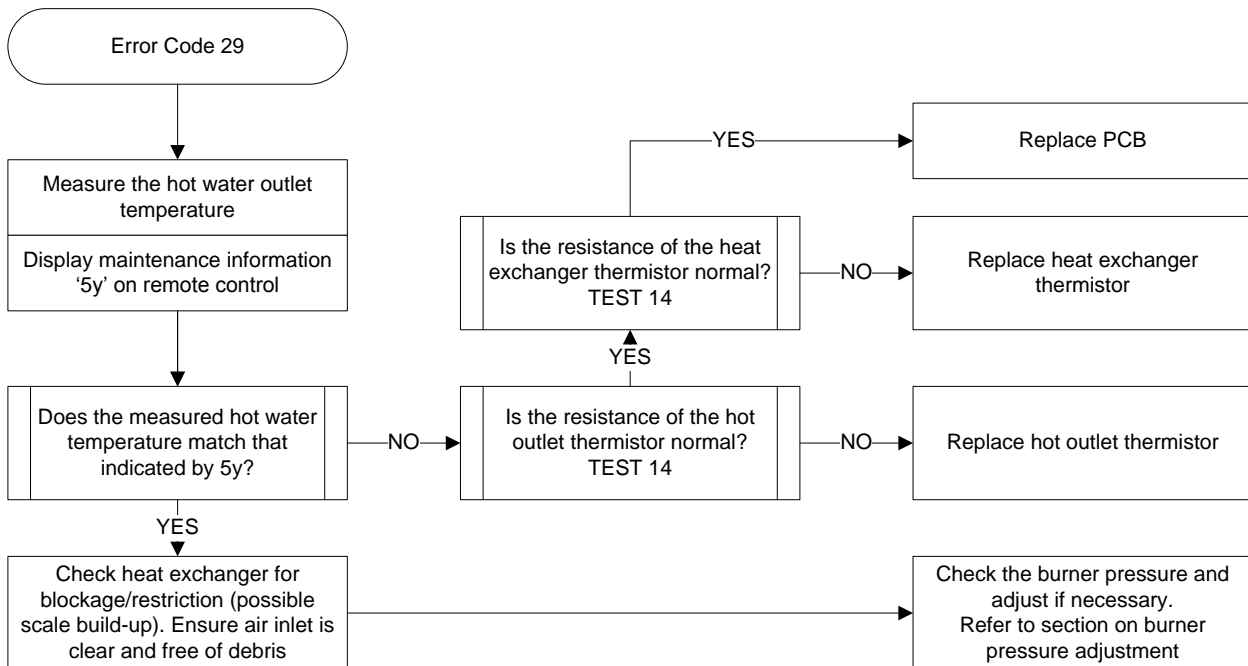 Error Code 29
Measure the hot water outlet
temperature
Display maintenance information
‘5y’ on remote control
Does the measured hot water
temperature match that
indicated by 5y?
NO
YES
Check heat exchanger for
blockage/restriction (possible
scale build-up). Ensure air inlet is
clear and free of debris
Is the resistance of the hot
outlet thermistor normal?
TEST 14
NO
YES
Is the resistance of the heat
exchanger thermistor normal?
TEST 14
NO
YES
Replace PCB
Replace heat exchanger
thermistor
Replace hot outlet thermistor
Check the burner pressure and
adjust if necessary.
Refer to section on burner
pressure adjustment